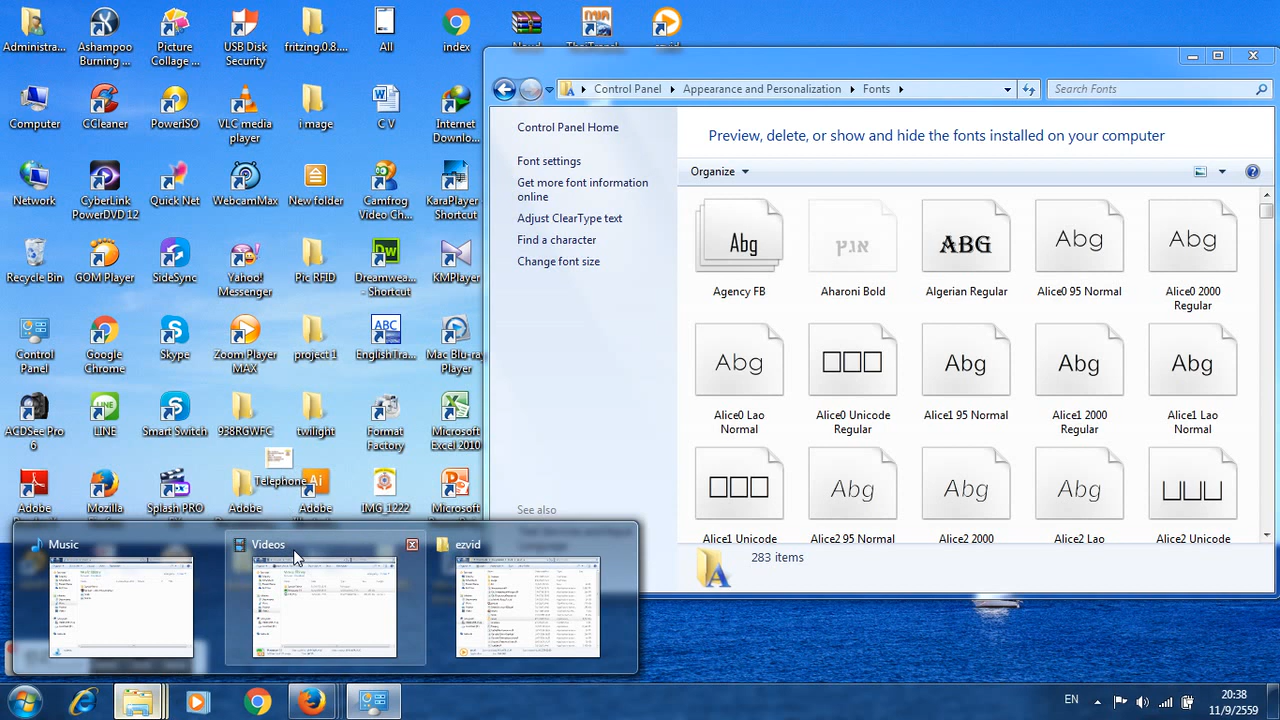 Administra...
Ashampoo
Burning ...
Picture
Collage ...
USB Disk
Security
fritzing.0.8....
All
index
Computer
CCleaner
PowerISO
VLC media
player
i mage
C V
Internet
Downlo...
Network
CyberLink
PowerDVD 12
Quick Net
WebcamMax
New folder
Camfrog
Video Ch...
KaraPlayer -
Shortcut
Recycle Bin
GOM Player
SideSync
Yahoo!
Messenger
Pic RFID
Dreamwea...
- Shortcut
KMPlayer
Control
Panel
Google
Chrome
Skype
Zoom Player
MAX
project 1
ABC
EnglishTra...
Mac Blu-ray
Player
ACDSee Pro
6
LINE
Smart Switch
938RGWFC
twilight
Format
Factory
Microsoft
Excel 2010
Telephone
Adobe
Mozilla
Splash PRO
Adobe
Adobe
IMG_1222
Microsoft
Control Panel
Appearance and Personalization
Fonts
Search Fonts
Control Panel Home
Font settings
Get more font information
online
Adjust ClearType text
Find a character
Change font size
See also
Preview, delete, or show and hide the fonts installed on your computer
Organize
Abg
אבץ
ABG
Abg
Abg
Agency FB
Aharani Bold
Algerian Regular
Alice0 95 Normal
Alice0 2000
Regular
Abg
Abg
Abg
Abg
Alice0 Lao
Normal
Alice0 Unicode
Regular
Alice1 95 Normal
Alice1 2000
Regular
Alice1 Lao
Normal
Abg
Abg
Abg
Alice1 Unicode
Alice2 95 Normal
Alice2 2000
Alice2 Lao
Alice2 Unicode
283 items
Music
Videos
ezvid
EN
20:38
11/9/2559